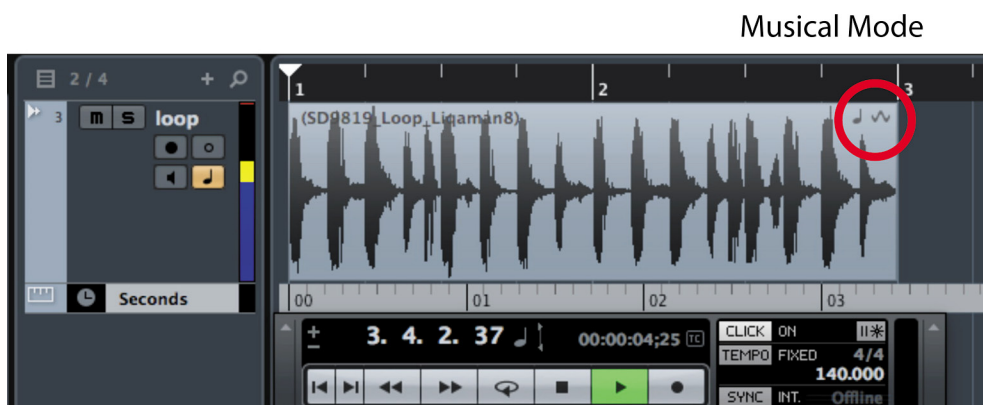 Musical Mode
2 / 4 +
1 2 3
3 m S loop
(SD9819_Loop_Ligaman8)
Seconds
00 01 02 03
3. 4. 2. 37 00:00:04;25 TC
CLICK ON
TEMPO FIXED 4/4
140.000
SYNC INT. Offline